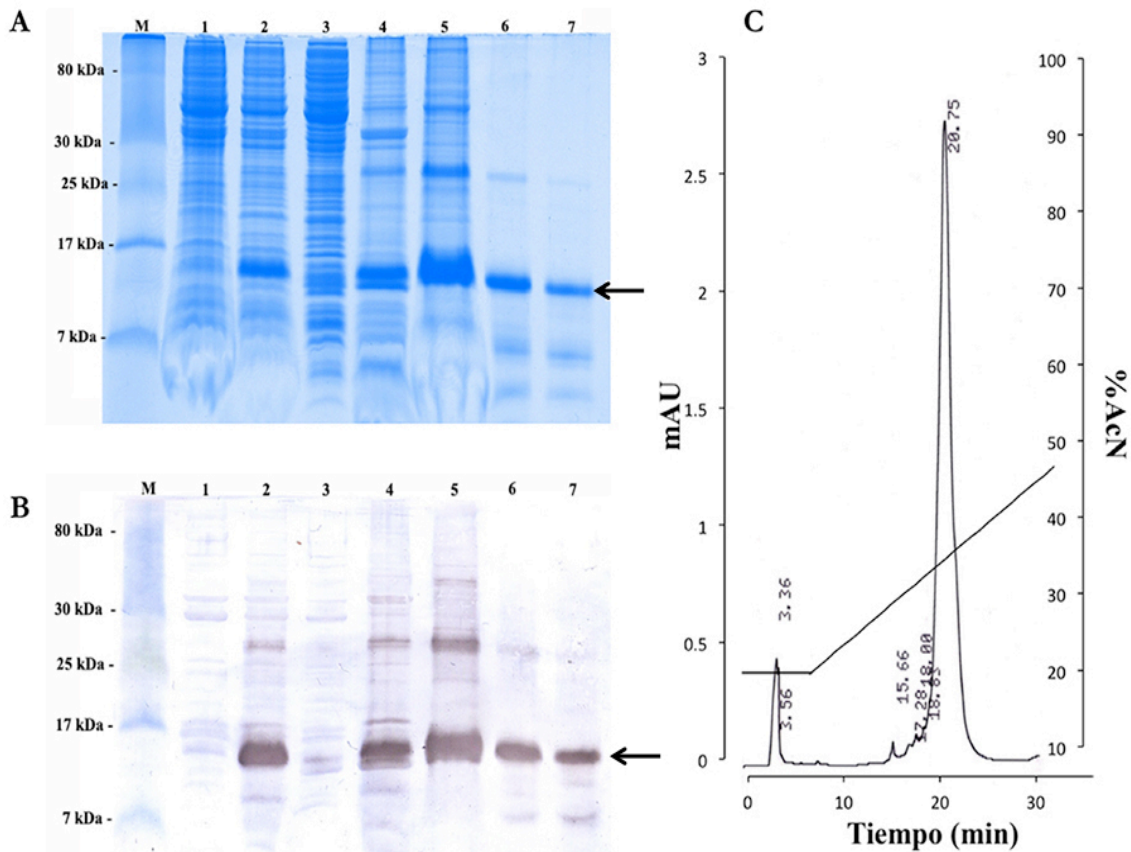 A
M 1 2 3 4 5 6 7
80 kDa -
30 kDa -
25 kDa -
17 kDa -
7 kDa -
B
M 1 2 3 4 5 6 7
80 kDa -
30 kDa -
25 kDa -
17 kDa -
7 kDa -
C
mAU
3
2.5
2
1.5
1
0.5
0
3.36
3.56
15.66
17.28
18.00
18.83
20.75
100
90
80
70
60
50
40
30
20
10
%AcN
0 10 20 30
Tiempo (min)